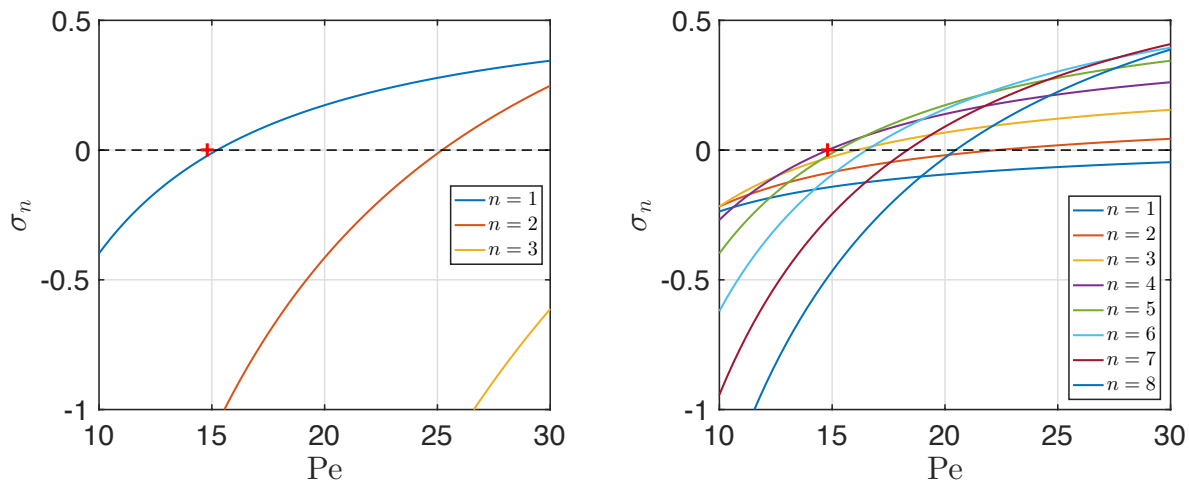 0.5
0
-0.5
-1
σn
10
15
20
25
30
Pe
n = 1
n = 2
n = 3
0.5
0
-0.5
-1
σn
10
15
20
25
30
Pe
n = 1
n = 2
n = 3
n = 4
n = 5
n = 6
n = 7
n = 8